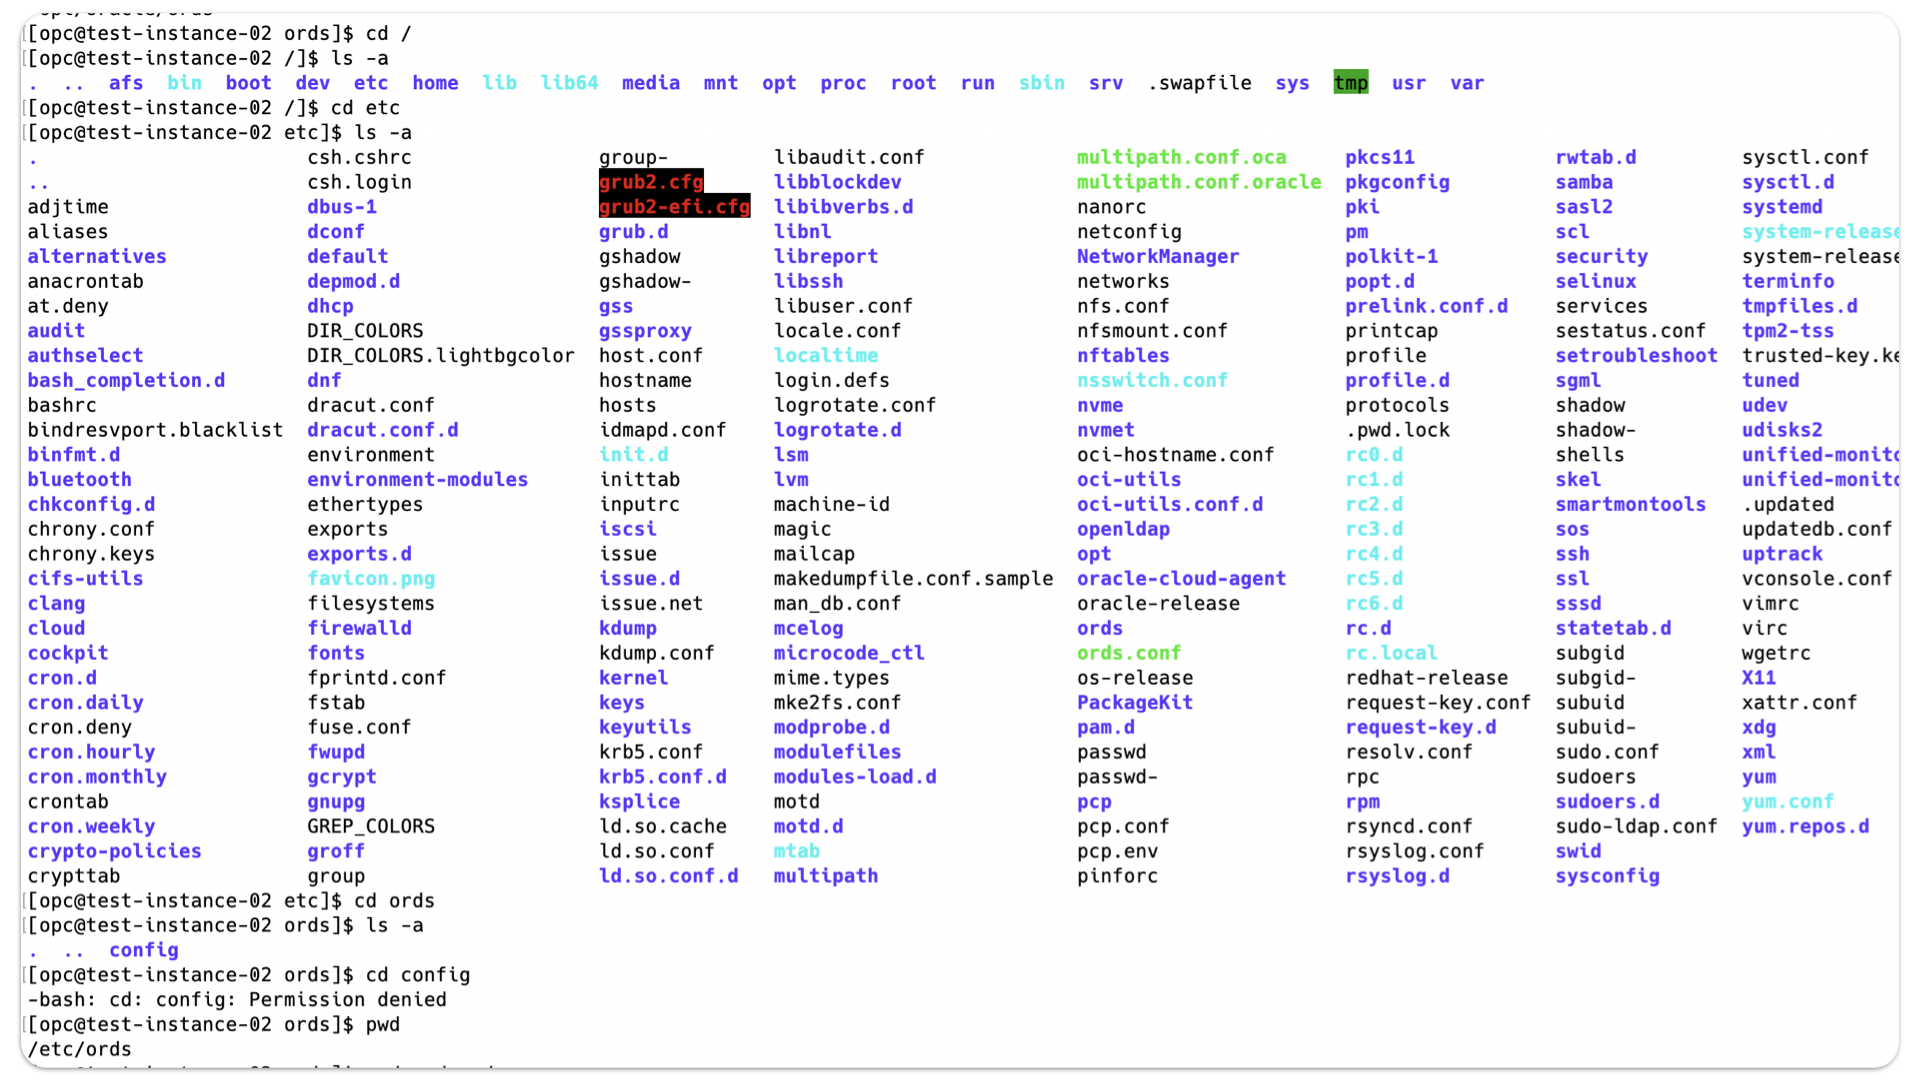 [opc@test-instance-02 ords]$ cd /
[opc@test-instance-02 /]$ ls -a
. .. afs bin boot dev etc home lib lib64 media mnt opt proc root run sbin srv .swapfile sys tmp usr var
[opc@test-instance-02 /]$ cd etc
[opc@test-instance-02 etc]$ ls -a
. csh.cshrc group- libaudit.conf multipath.conf.oca pkcs11 rwtab.d sysctl.conf
.. csh.login grub2.cfg libblockdev multipath.conf.oracle pkgconfig samba sysctl.d
adjtime dbus-1 grub2-efi.cfg libibverbs.d nanorc pki sasl2 systemd
aliases dconf grub.d libnl netconfig pm scl system-release
alternatives default gshadow libreport NetworkManager polkit-1 security system-release
anacrontab depmod.d gshadow- libssh networks popt.d selinux terminfo
at.deny dhcp gss libuser.conf nfs.conf prelink.conf.d services tmpfiles.d
audit DIR_COLORS gssproxy locale.conf nfsmount.conf printcap sestatus.conf tpm2-tss
authselect DIR_COLORS.lightbgcolor host.conf localtime nftables profile setroubleshoot trusted-key.ke
bash_completion.d dnf hostname login.defs nsswitch.conf profile.d sgml tuned
bashrc dracut.conf hosts logrotate.conf nvme protocols shadow udev
bindresvport.blacklist dracut.conf.d idmapd.conf logrotate.d nvmet .pwd.lock shadow- udisks2
binfmt.d environment init.d lsm oci-hostname.conf rc0.d shells unified-monito
bluetooth environment-modules inittab lvm oci-utils rc1.d skel unified-monito
chkconfig.d ethertypes inputrc machine-id oci-utils.conf.d rc2.d smartmontools .updated
chrony.conf exports iscsi magic openldap rc3.d sos updatedb.conf
chrony.keys exports.d issue mailcap opt rc4.d ssh uptrack
cifs-utils favicon.png issue.d makedumpfile.conf.sample oracle-cloud-agent rc5.d ssl vconsole.conf
clang filesystems issue.net man_db.conf oracle-release rc6.d sssd vimrc
cloud firewalld kdump mcelog ords rc.d statetab.d virc
cockpit fonts kdump.conf microcode_ctl ords.conf rc.local subgid wgetrc
cron.d fprintd.conf kernel mime.types os-release redhat-release subgid- X11
cron.daily fstab keys mke2fs.conf PackageKit request-key.conf subuid xattr.conf
cron.deny fuse.conf keyutils modprobe.d pam.d request-key.d subuid- xdg
cron.hourly fwupd krb5.conf modulefiles passwd resolv.conf sudo.conf xml
cron.monthly gcrypt krb5.conf.d modules-load.d passwd- rpc sudoers yum
crontab gnupg ksplice motd pcp rpm sudoers.d yum.conf
cron.weekly GREP_COLORS ld.so.cache motd.d pcp.conf rsyncd.conf sudo-ldap.conf yum.repos.d
crypto-policies groff ld.so.conf mtab pcp.env rsyslog.conf swid
crypttab group ld.so.conf.d multipath pinforc rsyslog.d sysconfig
[opc@test-instance-02 etc]$ cd ords
[opc@test-instance-02 ords]$ ls -a
. .. config
[opc@test-instance-02 ords]$ cd config
-bash: cd: config: Permission denied
[opc@test-instance-02 ords]$ pwd
/etc/ords